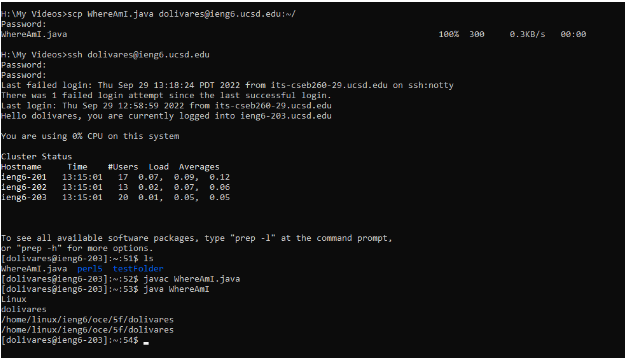 H:\My Videos>scp WhereAmI.java dolivares@ieng6.ucsd.edu:~/
Password:
WhereAmI.java 100% 300 0.3KB/s 00:00
H:\My Videos>ssh dolivares@ieng6.ucsd.edu
Password:
Password:
Last failed login: Thu Sep 29 13:18:24 PDT 2022 from its-cseb260-29.ucsd.edu on ssh:notty
There was 1 failed login attempt since the last successful login.
Last login: Thu Sep 29 12:58:59 2022 from its-cseb260-29.ucsd.edu
Hello dolivares, you are currently logged into ieng6-203.ucsd.edu
You are using 0% CPU on this system
Cluster Status
Hostname Time #Users Load Averages
ieng6-201 13:15:01 17 0.07, 0.09, 0.12
ieng6-202 13:15:01 13 0.02, 0.07, 0.06
ieng6-203 13:15:01 20 0.01, 0.05, 0.05
To see all available software packages, type "prep -l" at the command prompt,
or "prep -h" for more options.
[dolivares@ieng6-203]:~:51$ ls
WhereAmI.java perl5 testFolder
[dolivares@ieng6-203]:~:52$ javac WhereAmI.java
[dolivares@ieng6-203]:~:53$ java WhereAmI
Linux
dolivares
/home/linux/ieng6/oce/5f/dolivares
/home/linux/ieng6/oce/5f/dolivares
[dolivares@ieng6-203]:~:54$